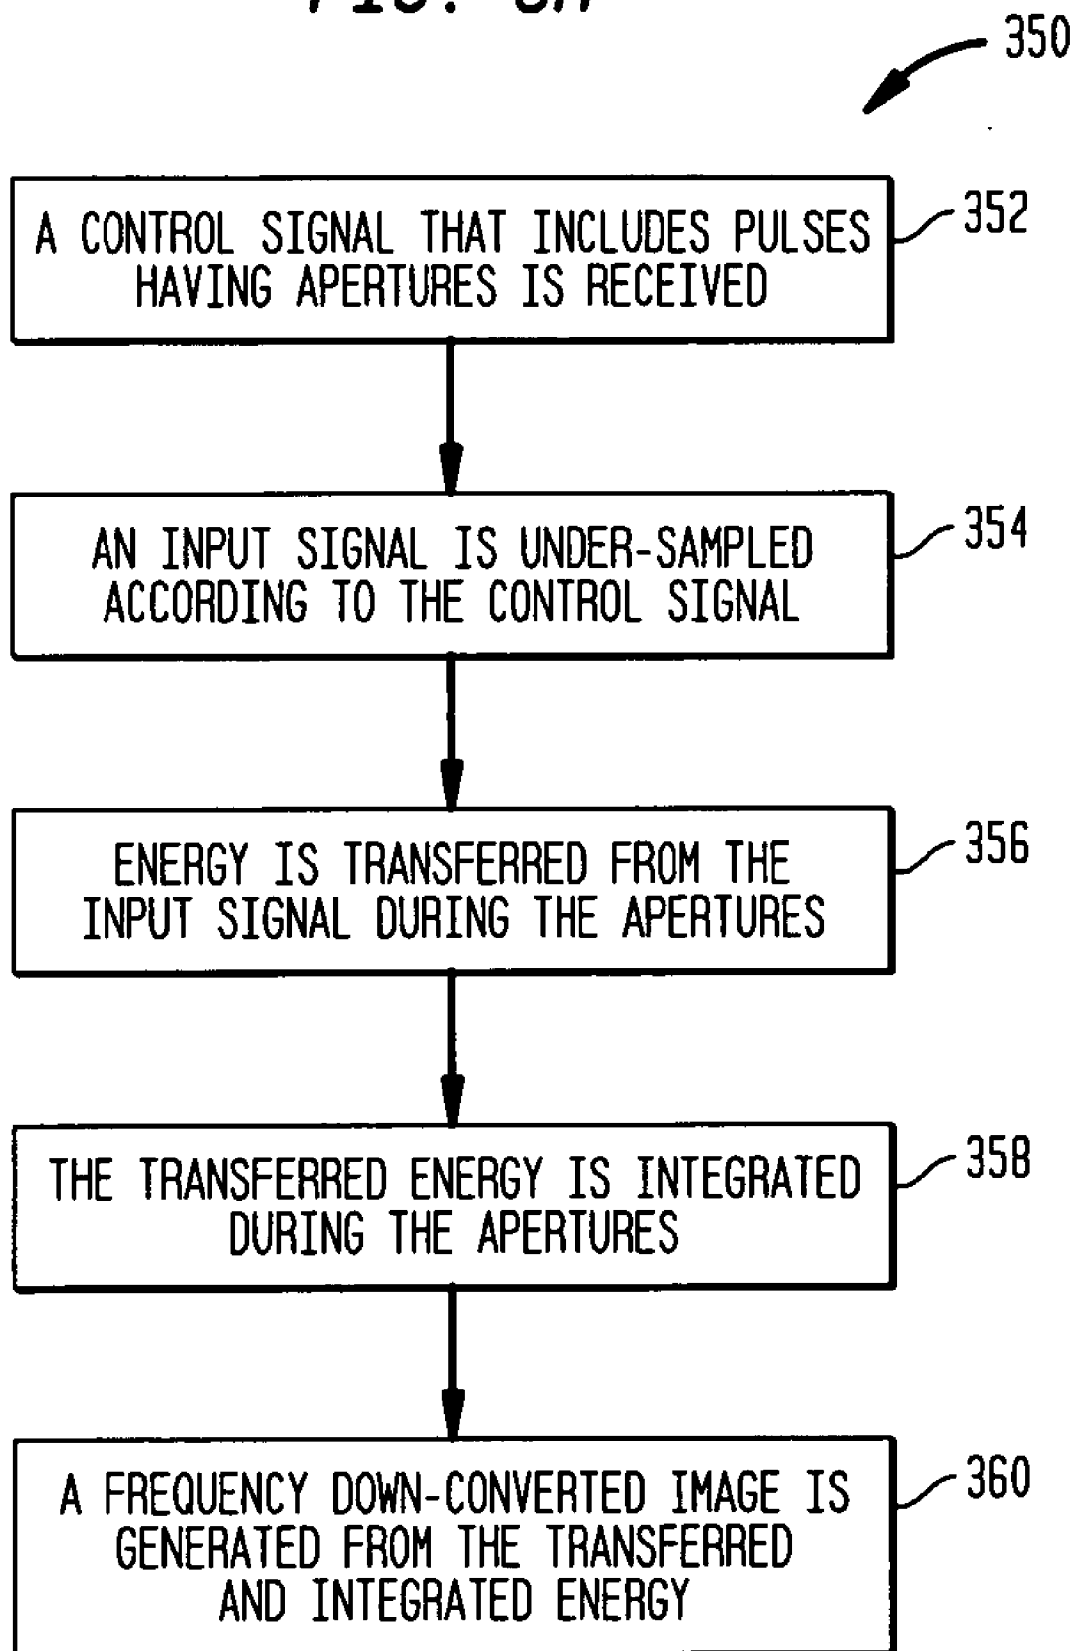 350
A CONTROL SIGNAL THAT INCLUDES PULSES
HAVING APERTURES IS RECEIVED
352
AN INPUT SIGNAL IS UNDER-SAMPLED
ACCORDING TO THE CONTROL SIGNAL
354
ENERGY IS TRANSFERRED FROM THE
INPUT SIGNAL DURING THE APERTURES
356
THE TRANSFERRED ENERGY IS INTEGRATED
DURING THE APERTURES
358
A FREQUENCY DOWN-CONVERTED IMAGE IS
GENERATED FROM THE TRANSFERRED
AND INTEGRATED ENERGY
360